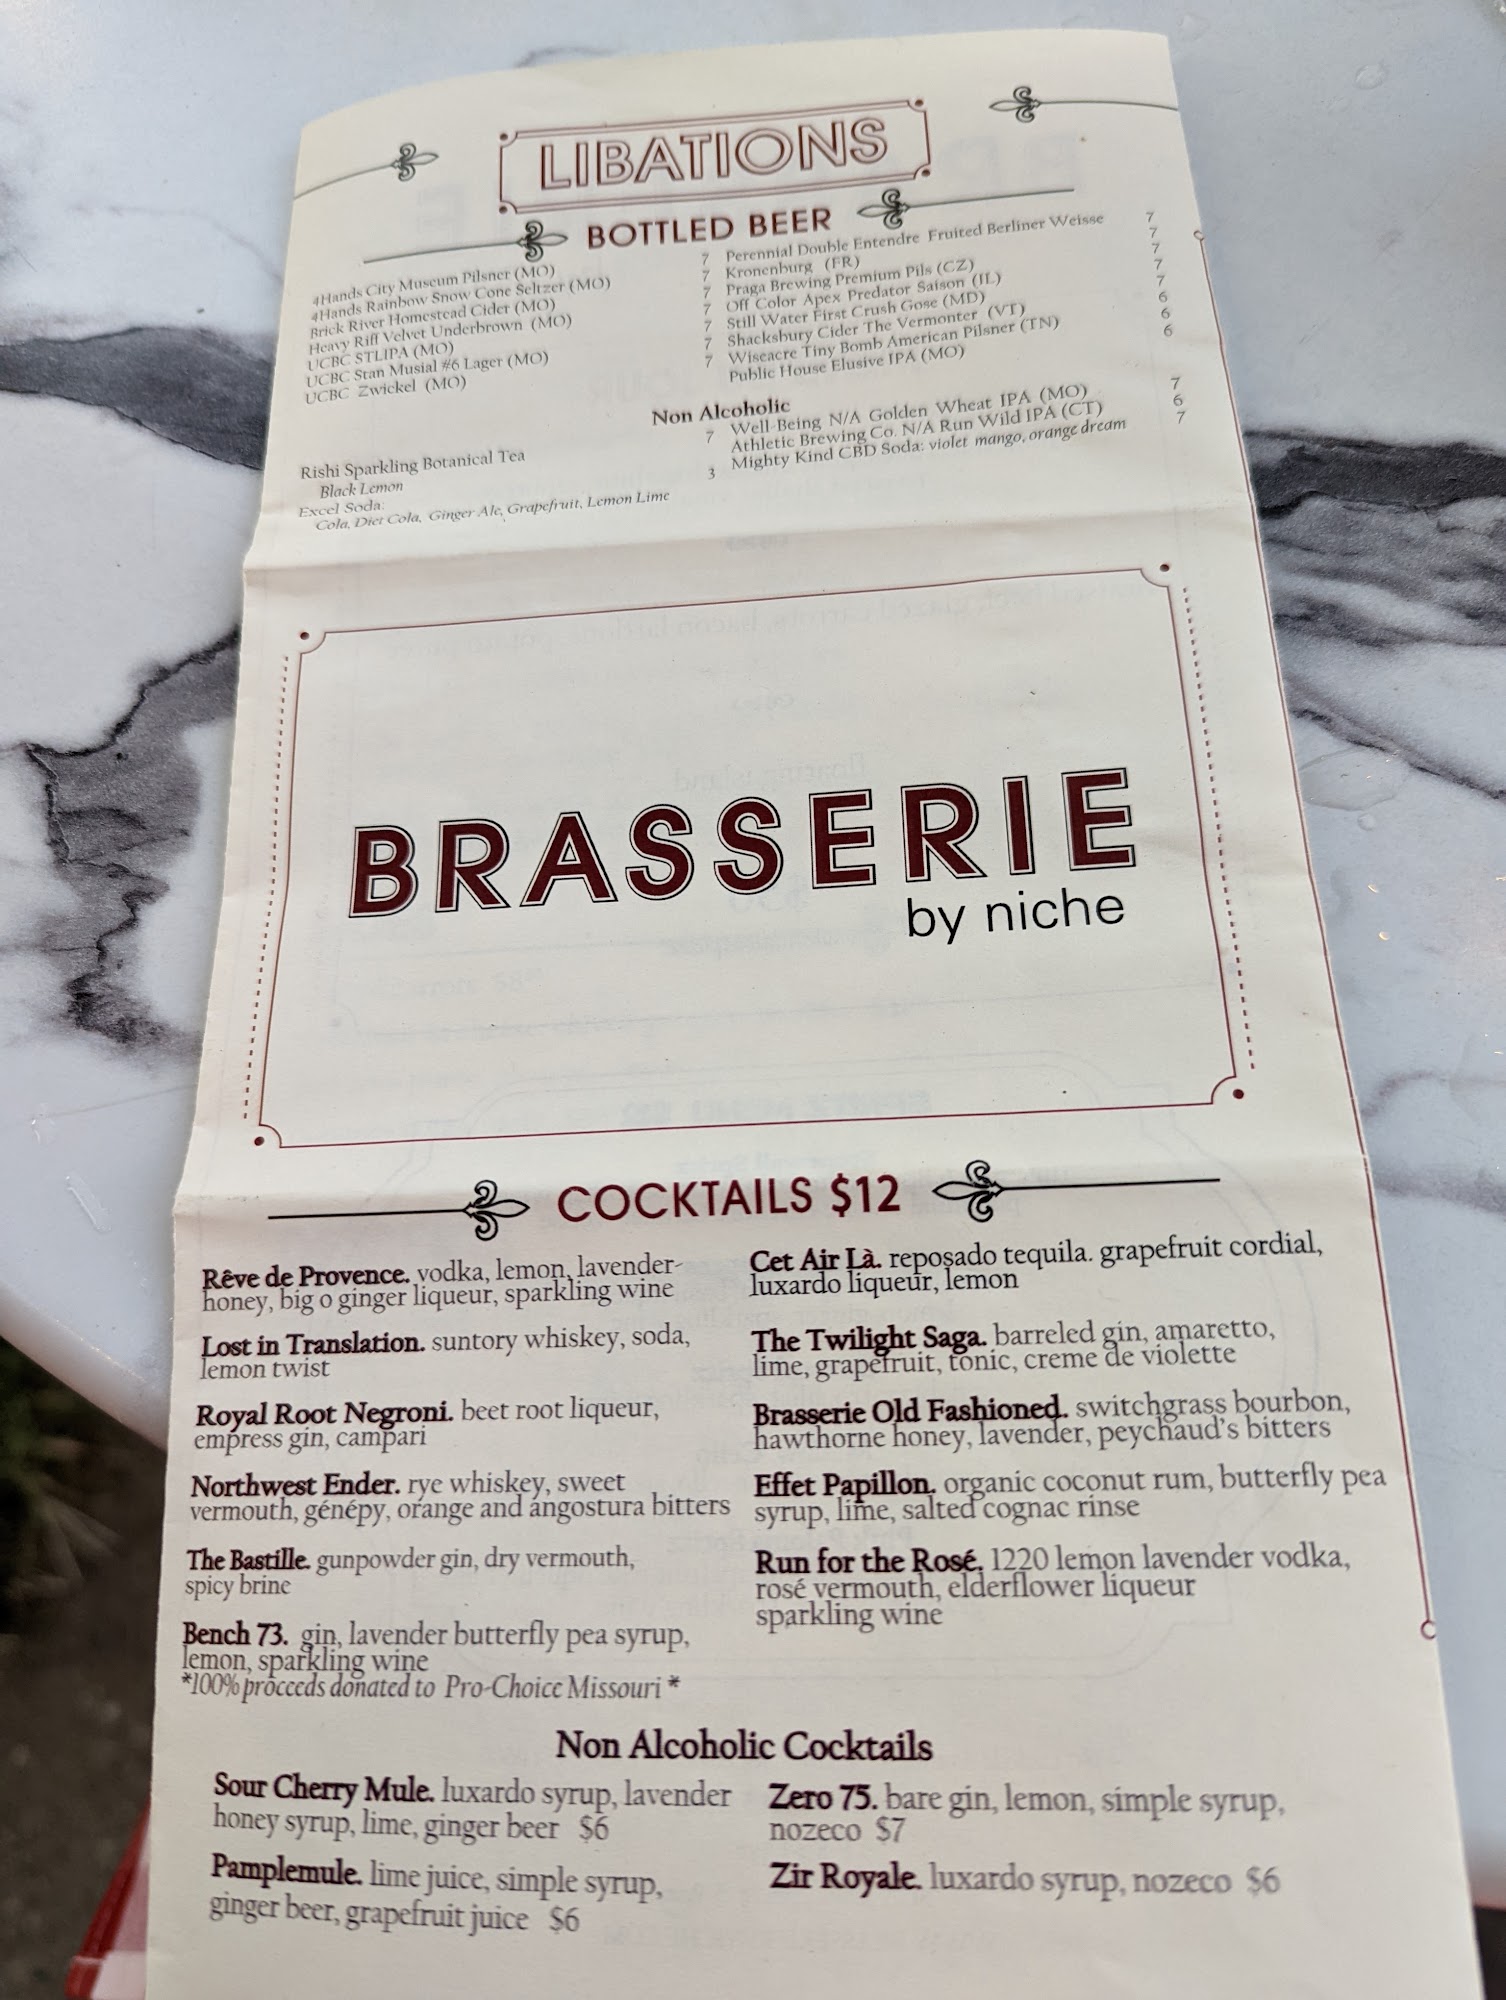 LIBATIONS
BOTTLED BEER
4Hands City Museum Pilsner (MO) 7
4Hands Rainbow Snow Cone Seltzer (MO) 7
Brick River Homestead Cider (MO) 7
Heavy Riff Velvet Underbrown (MO) 7
UCBC STLIPA (MO) 7
UCBC Stan Musial #6 Lager (MO) 7
UCBC Zwickel (MO) 7
Perennial Double Entendre Fruited Berliner Weisse 7
Kronenburg (FR) 7
Praga Brewing Premium Pils (CZ) 7
Off Color Apex Predator Saison (IL) 7
Still Water First Crush Gose (MD) 7
Shacksbury Cider The Vermonter (VT) 6
Wiseacre Tiny Bomb American Pilsner (TN) 6
Public House Elusive IPA (MO) 6
Non Alcoholic
Rishi Sparkling Botanical Tea 7
Black Lemon
Excel Soda: 3
Cola, Diet Cola, Ginger Ale, Grapefruit, Lemon Lime
Well-Being N/A Golden Wheat IPA (MO) 7
Athletic Brewing Co. N/A Run Wild IPA (CT) 6
Mighty Kind CBD Soda: violet mango, orange dream 7
BRASSERIE
by niche
COCKTAILS $12
Rêve de Provence. vodka, lemon, lavender-
honey, big o ginger liqueur, sparkling wine
Lost in Translation. suntory whiskey, soda,
lemon twist
Royal Root Negroni. beet root liqueur,
empress gin, campari
Northwest Ender. rye whiskey, sweet
vermouth, génépy, orange and angostura bitters
The Bastille. gunpowder gin, dry vermouth,
spicy brine
Bench 73. gin, lavender butterfly pea syrup,
lemon, sparkling wine
*100% proceeds donated to Pro-Choice Missouri *
Cet Air Là. reposado tequila. grapefruit cordial,
luxardo liqueur, lemon
The Twilight Saga. barreled gin, amaretto,
lime, grapefruit, tonic, creme de violette
Brasserie Old Fashioned. switchgrass bourbon,
hawthorne honey, lavender, peychaud's bitters
Effet Papillon. organic coconut rum, butterfly pea
syrup, lime, salted cognac rinse
Run for the Rosé. 1220 lemon lavender vodka,
rosé vermouth, elderflower liqueur
sparkling wine
Non Alcoholic Cocktails
Sour Cherry Mule. luxardo syrup, lavender
honey syrup, lime, ginger beer $6
Pamplemule. lime juice, simple syrup,
ginger beer, grapefruit juice $6
Zero 75. bare gin, lemon, simple syrup,
nozeco $7
Zir Royale. luxardo syrup, nozeco $6